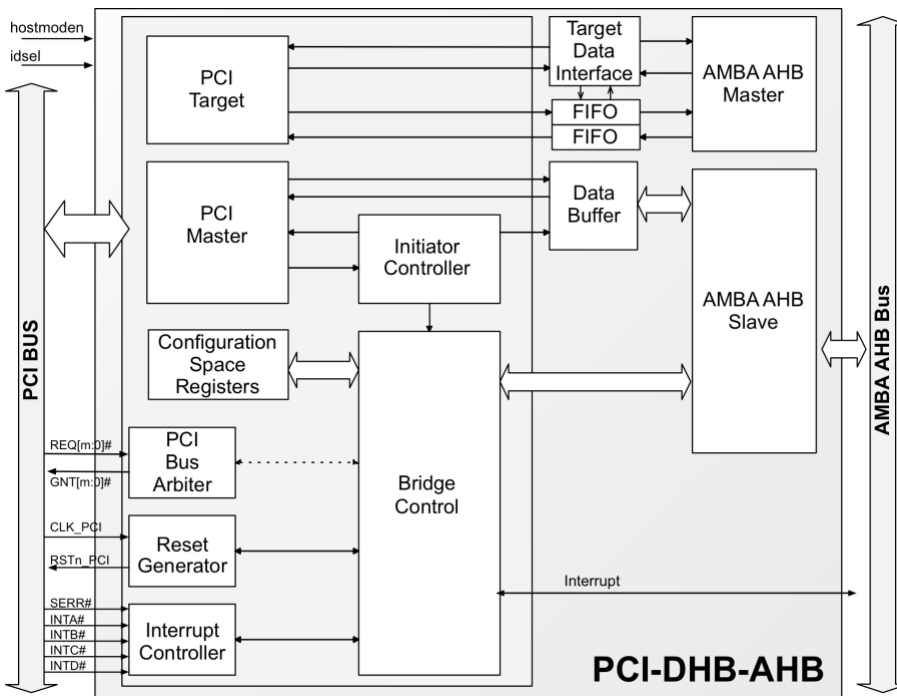 hostmoden
idsel
PCI BUS
PCI
Target
Target
Data
Interface
FIFO
FIFO
AMBA AHB
Master
PCI
Master
Data
Buffer
Initiator
Controller
AMBA AHB
Slave
Configuration
Space
Registers
REQ[m:0]#
GNT[m:0]#
PCI
Bus
Arbiter
Bridge
Control
CLK_PCI
RSTn_PCI
Reset
Generator
SERR#
INTA#
INTB#
INTC#
INTD#
Interrupt
Controller
Interrupt
PCI-DHB-AHB
AMBA AHB Bus